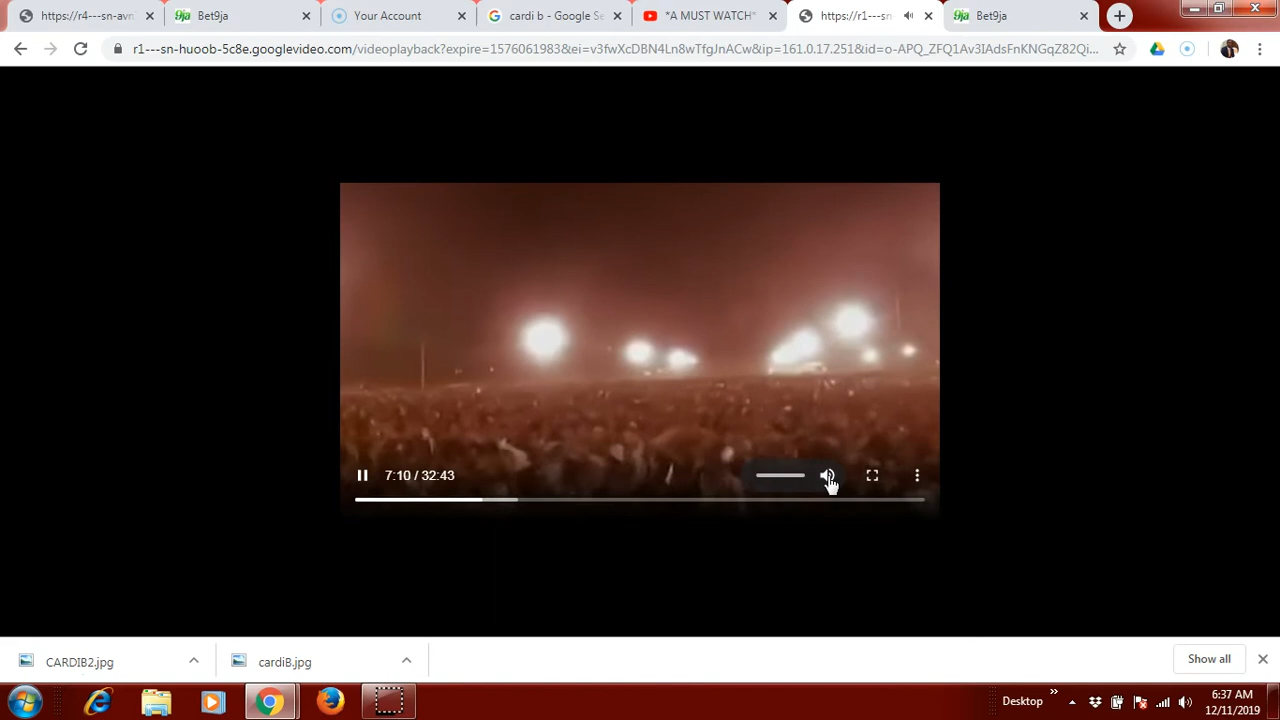 https://r4---sn-avn
Bet9ja
Your Account
cardi b - Google Se
*A MUST WATCH*
https://r1---sn
Bet9ja
r1---sn-huoob-5c8e.googlevideo.com/videoplayback?expire=1576061983&ei=v3fwXcDBN4Ln8wTfgJnACw&ip=161.0.17.251&id=o-APQ_ZFQ1Av3IAdsFnKNGqZ82Qi...
7:10 / 32:43
CARDIB2.jpg
cardiB.jpg
Show all
Desktop
6:37 AM
12/11/2019